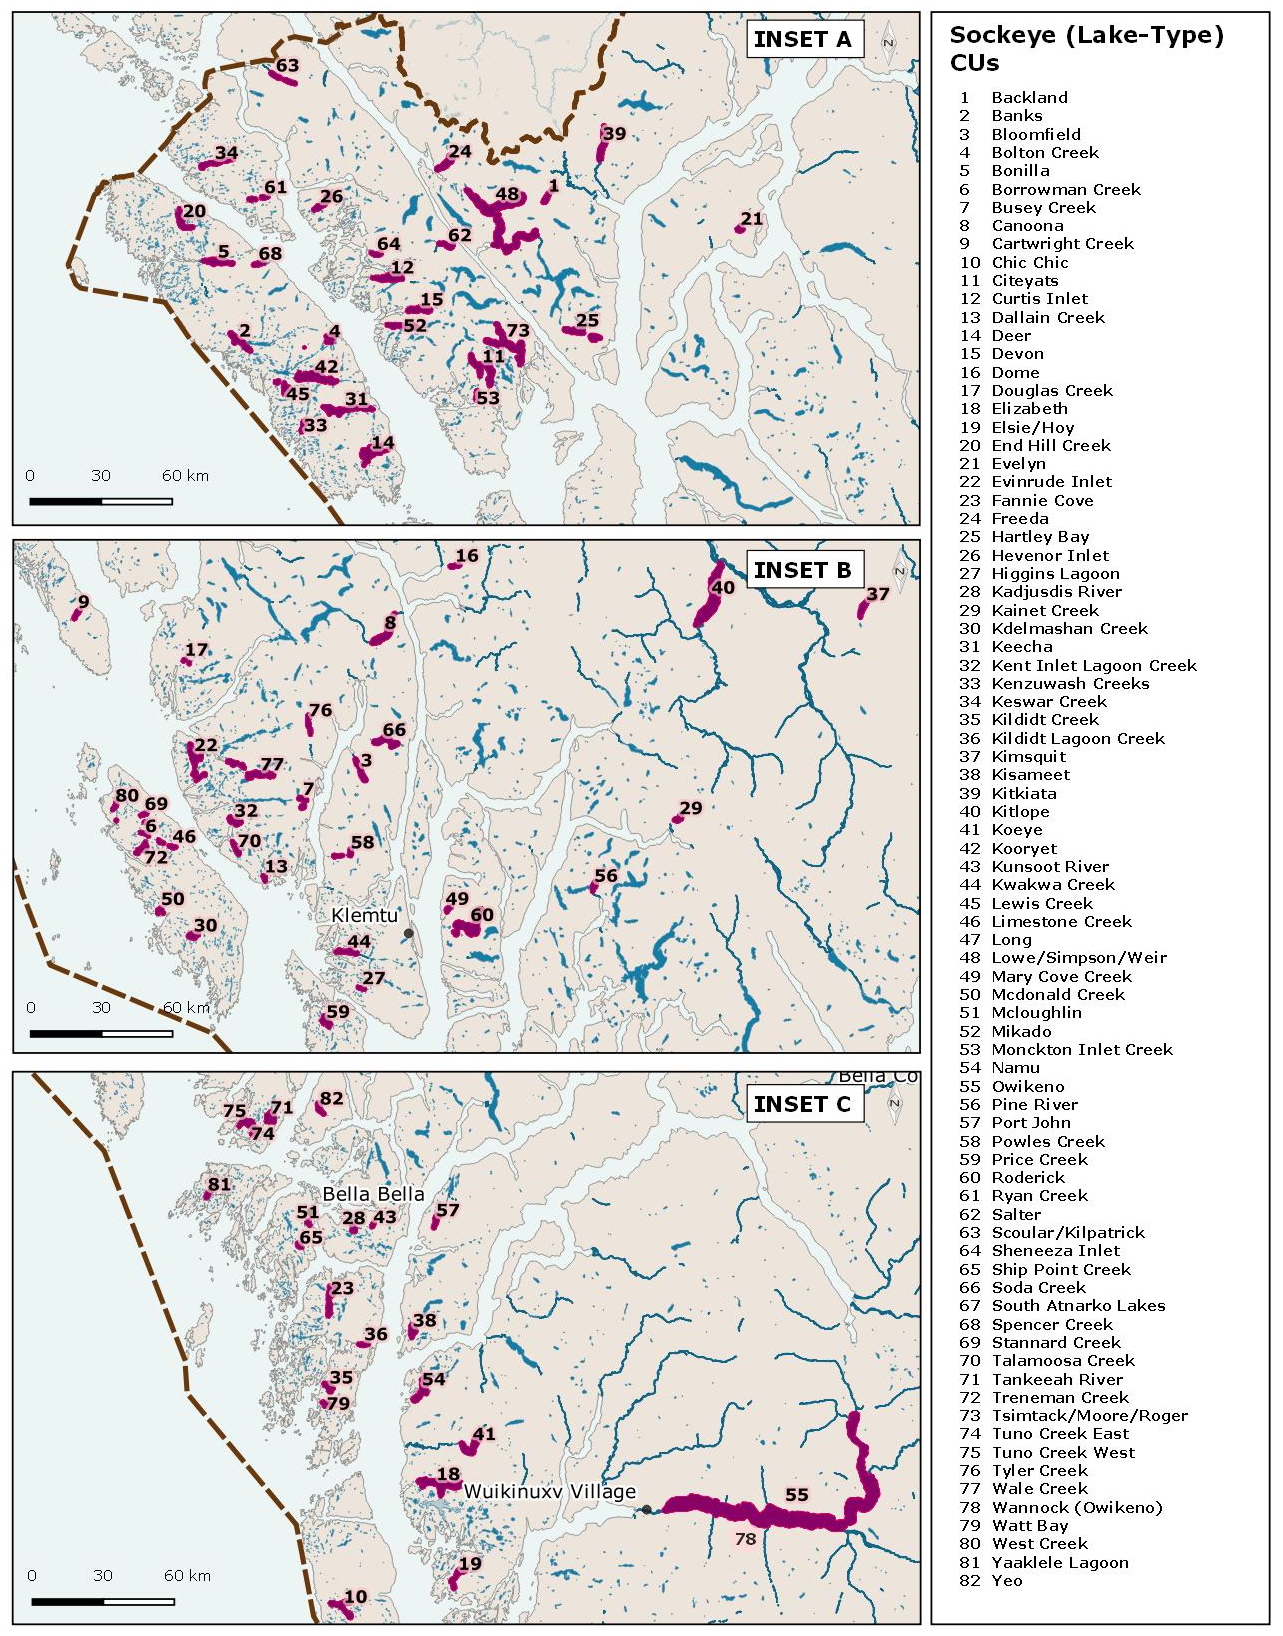 INSET A
N
63
39
34
24
61
26
48
1
20
21
62
64
5
68
12
15
52
25
2
4
73
11
42
45
53
31
33
14
0 30 60 km
INSET B
N
16
40
37
9
8
17
76
66
22
77
3
7
80
69
32
29
6
46
70
58
72
13
56
50
49
60
Klemtu
30
44
27
59
0 30 60 km
Bella Co
INSET C
N
82
75
71
74
81
Bella Bella
51
28
43
57
65
23
38
36
35
54
79
41
18
Wuikinuxv Village
55
78
19
10
0 30 60 km
Sockeye (Lake-Type)
CUs
1 Backland
2 Banks
3 Bloomfield
4 Bolton Creek
5 Bonilla
6 Borrowman Creek
7 Busey Creek
8 Canoona
9 Cartwright Creek
10 Chic Chic
11 Citeyats
12 Curtis Inlet
13 Dallain Creek
14 Deer
15 Devon
16 Dome
17 Douglas Creek
18 Elizabeth
19 Elsie/Hoy
20 End Hill Creek
21 Evelyn
22 Evinrude Inlet
23 Fannie Cove
24 Freeda
25 Hartley Bay
26 Hevenor Inlet
27 Higgins Lagoon
28 Kadjusdis River
29 Kainet Creek
30 Kdelmashan Creek
31 Keecha
32 Kent Inlet Lagoon Creek
33 Kenzuwash Creeks
34 Keswar Creek
35 Kildidt Creek
36 Kildidt Lagoon Creek
37 Kimsquit
38 Kisameet
39 Kitkiata
40 Kitlope
41 Koeye
42 Kooryet
43 Kunsoot River
44 Kwakwa Creek
45 Lewis Creek
46 Limestone Creek
47 Long
48 Lowe/Simpson/Weir
49 Mary Cove Creek
50 Mcdonald Creek
51 Mcloughlin
52 Mikado
53 Monckton Inlet Creek
54 Namu
55 Owikeno
56 Pine River
57 Port John
58 Powles Creek
59 Price Creek
60 Roderick
61 Ryan Creek
62 Salter
63 Scoular/Kilpatrick
64 Sheneeza Inlet
65 Ship Point Creek
66 Soda Creek
67 South Atnarko Lakes
68 Spencer Creek
69 Stannard Creek
70 Talamoosa Creek
71 Tankeeah River
72 Treneman Creek
73 Tsimtack/Moore/Roger
74 Tuno Creek East
75 Tuno Creek West
76 Tyler Creek
77 Wale Creek
78 Wannock (Owikeno)
79 Watt Bay
80 West Creek
81 Yaaklele Lagoon
82 Yeo